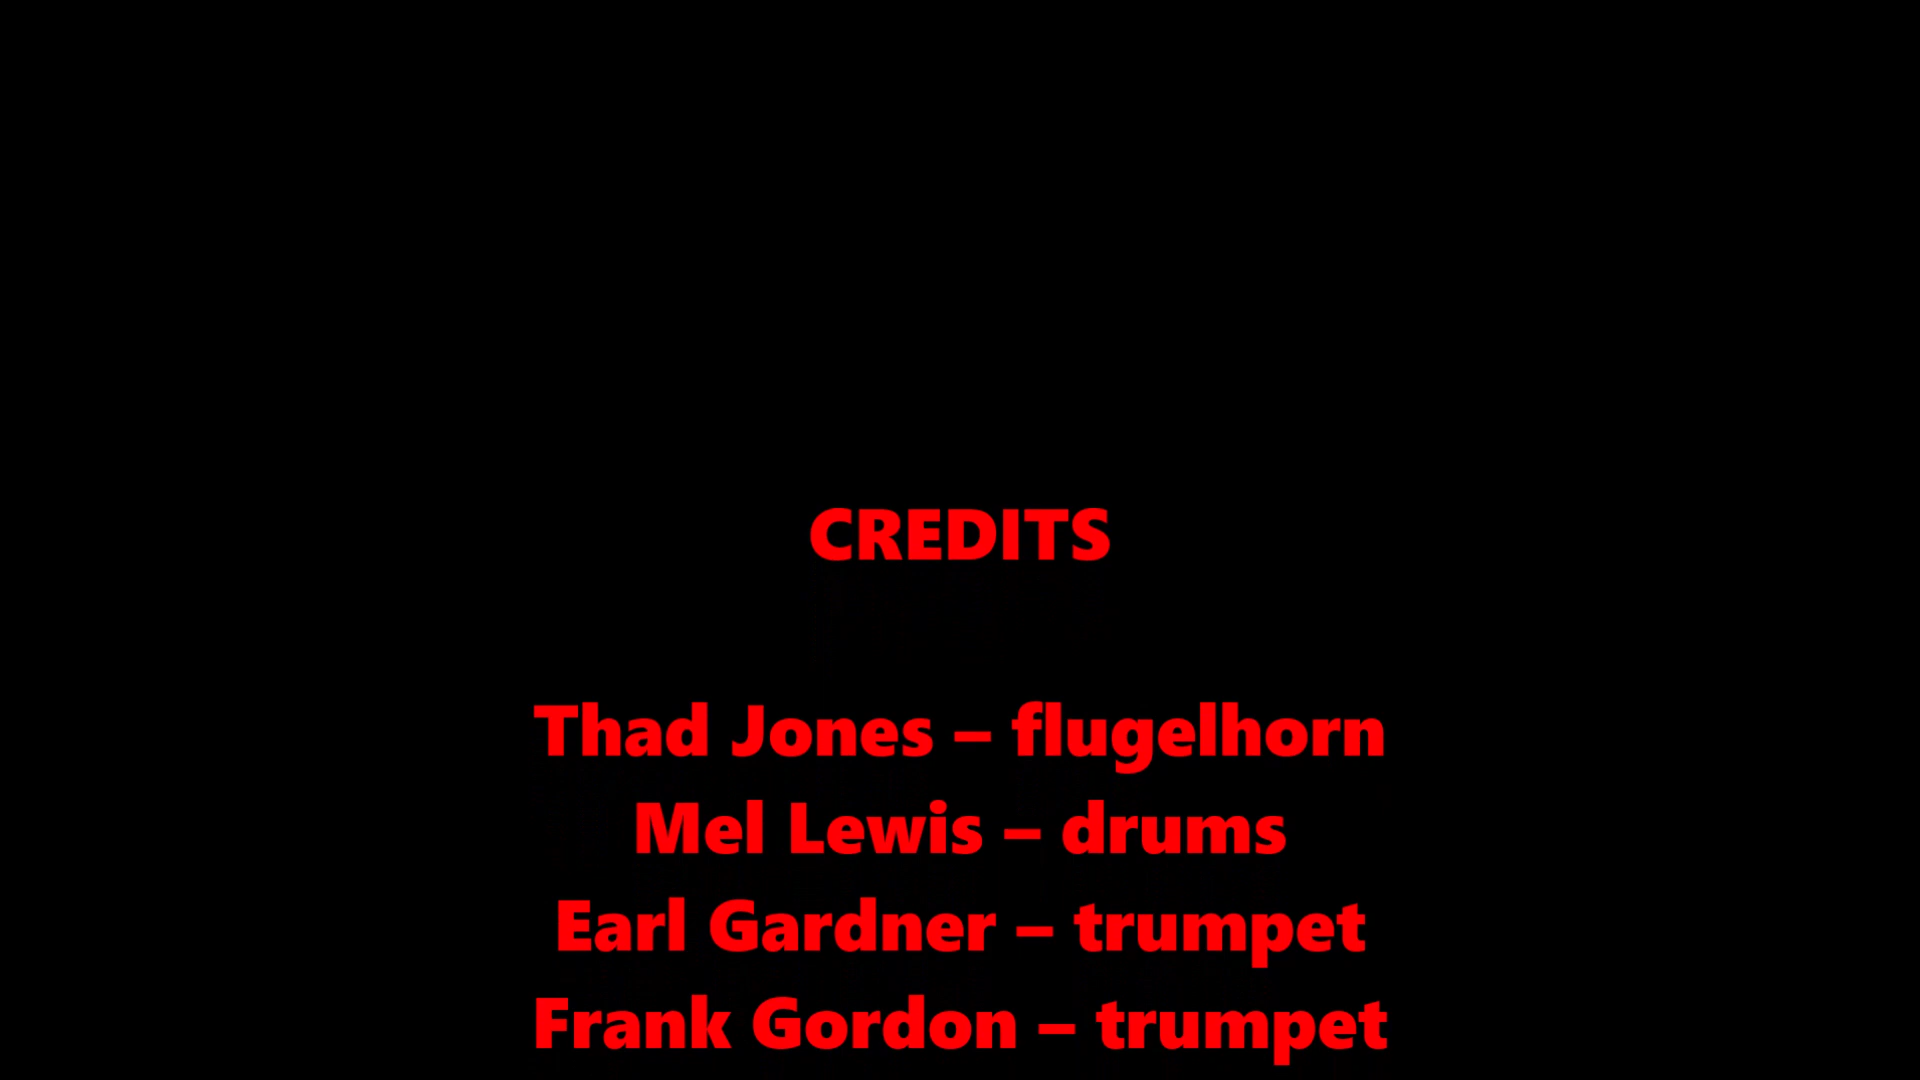 CREDITS
Thad Jones – flugelhorn
Mel Lewis – drums
Earl Gardner – trumpet
Frank Gordon – trumpet